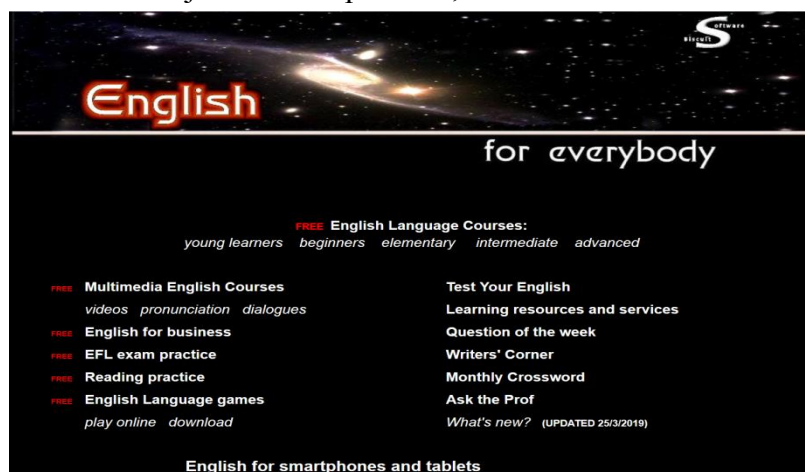 Software
Biscuit
English
for everybody
FREE English Language Courses:
young learners beginners elementary intermediate advanced
FREE Multimedia English Courses
videos pronunciation dialogues
FREE English for business
FREE EFL exam practice
FREE Reading practice
FREE English Language games
play online download
Test Your English
Learning resources and services
Question of the week
Writers' Corner
Monthly Crossword
Ask the Prof
What's new? (UPDATED 25/3/2019)
English for smartphones and tablets